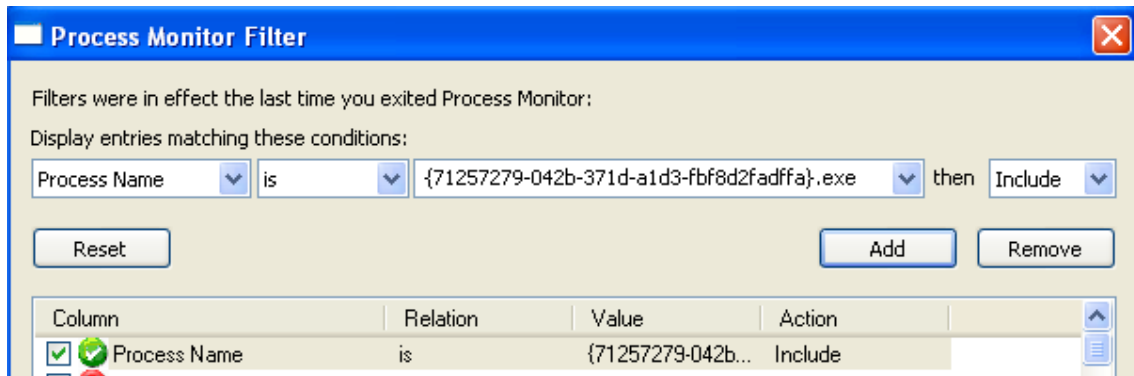 Process Monitor Filter
Filters were in effect the last time you exited Process Monitor:
Display entries matching these conditions:
Process Name is {71257279-042b-371d-a1d3-fbf8d2fadffa}.exe then Include
Reset Add Remove
Column Relation Value Action
Process Name is {71257279-042b... Include